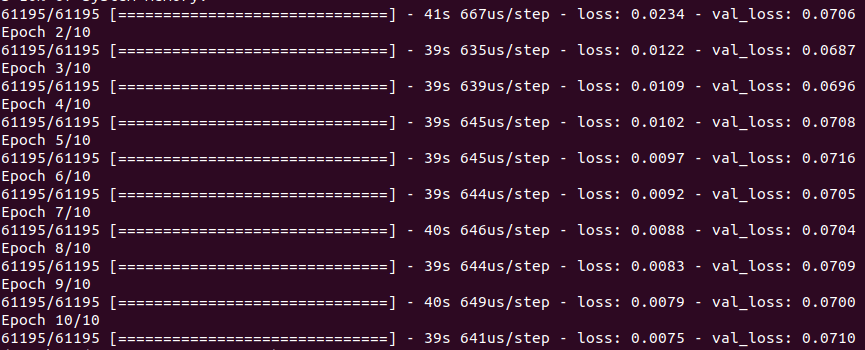 61195/61195 [==============================] - 41s 667us/step - loss: 0.0234 - val_loss: 0.0706
Epoch 2/10
61195/61195 [==============================] - 39s 635us/step - loss: 0.0122 - val_loss: 0.0687
Epoch 3/10
61195/61195 [==============================] - 39s 639us/step - loss: 0.0109 - val_loss: 0.0696
Epoch 4/10
61195/61195 [==============================] - 39s 645us/step - loss: 0.0102 - val_loss: 0.0708
Epoch 5/10
61195/61195 [==============================] - 39s 645us/step - loss: 0.0097 - val_loss: 0.0716
Epoch 6/10
61195/61195 [==============================] - 39s 644us/step - loss: 0.0092 - val_loss: 0.0705
Epoch 7/10
61195/61195 [==============================] - 40s 646us/step - loss: 0.0088 - val_loss: 0.0704
Epoch 8/10
61195/61195 [==============================] - 39s 644us/step - loss: 0.0083 - val_loss: 0.0709
Epoch 9/10
61195/61195 [==============================] - 40s 649us/step - loss: 0.0079 - val_loss: 0.0700
Epoch 10/10
61195/61195 [==============================] - 39s 641us/step - loss: 0.0075 - val_loss: 0.0710